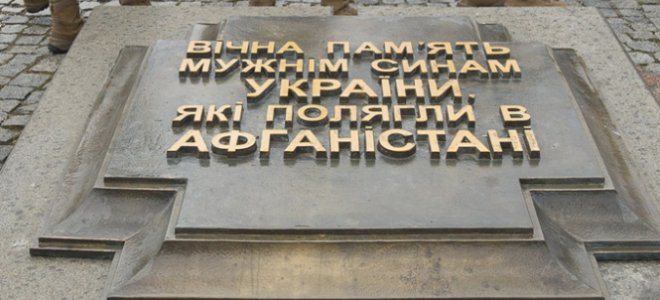 ВІЧНА ПАМ'ЯТЬ
МУЖНІМ СИНАМ
УКРАЇНИ,
ЯКІ ПОЛЯГЛИ В
АФГАНІСТАНІ